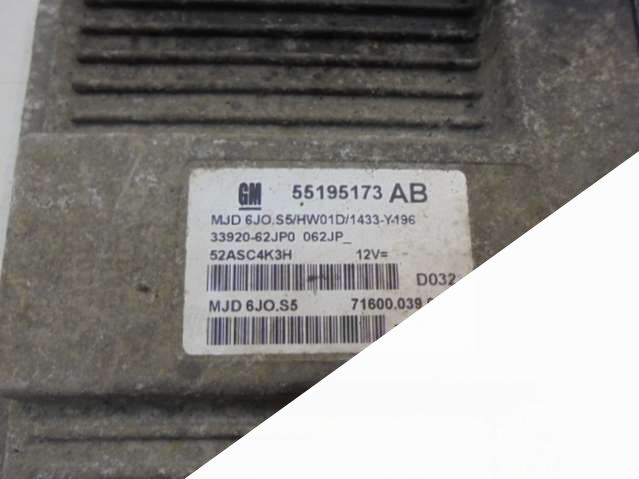 GM 55195173 AB
MJD 6JO.S5/HW01D/1433-Y-196
33920-62JP0 062JP_
52ASC4K3H 12V=
D032
MJD 6JO.S5 71600.039